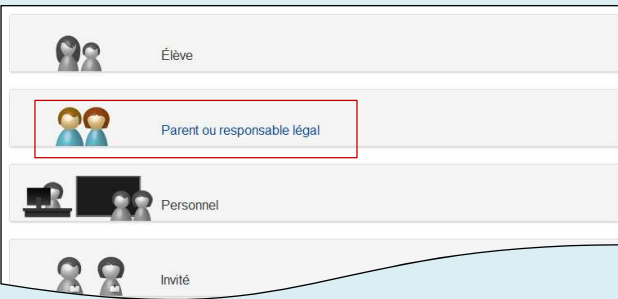 Élève
Parent ou responsable légal
Personnel
Invité